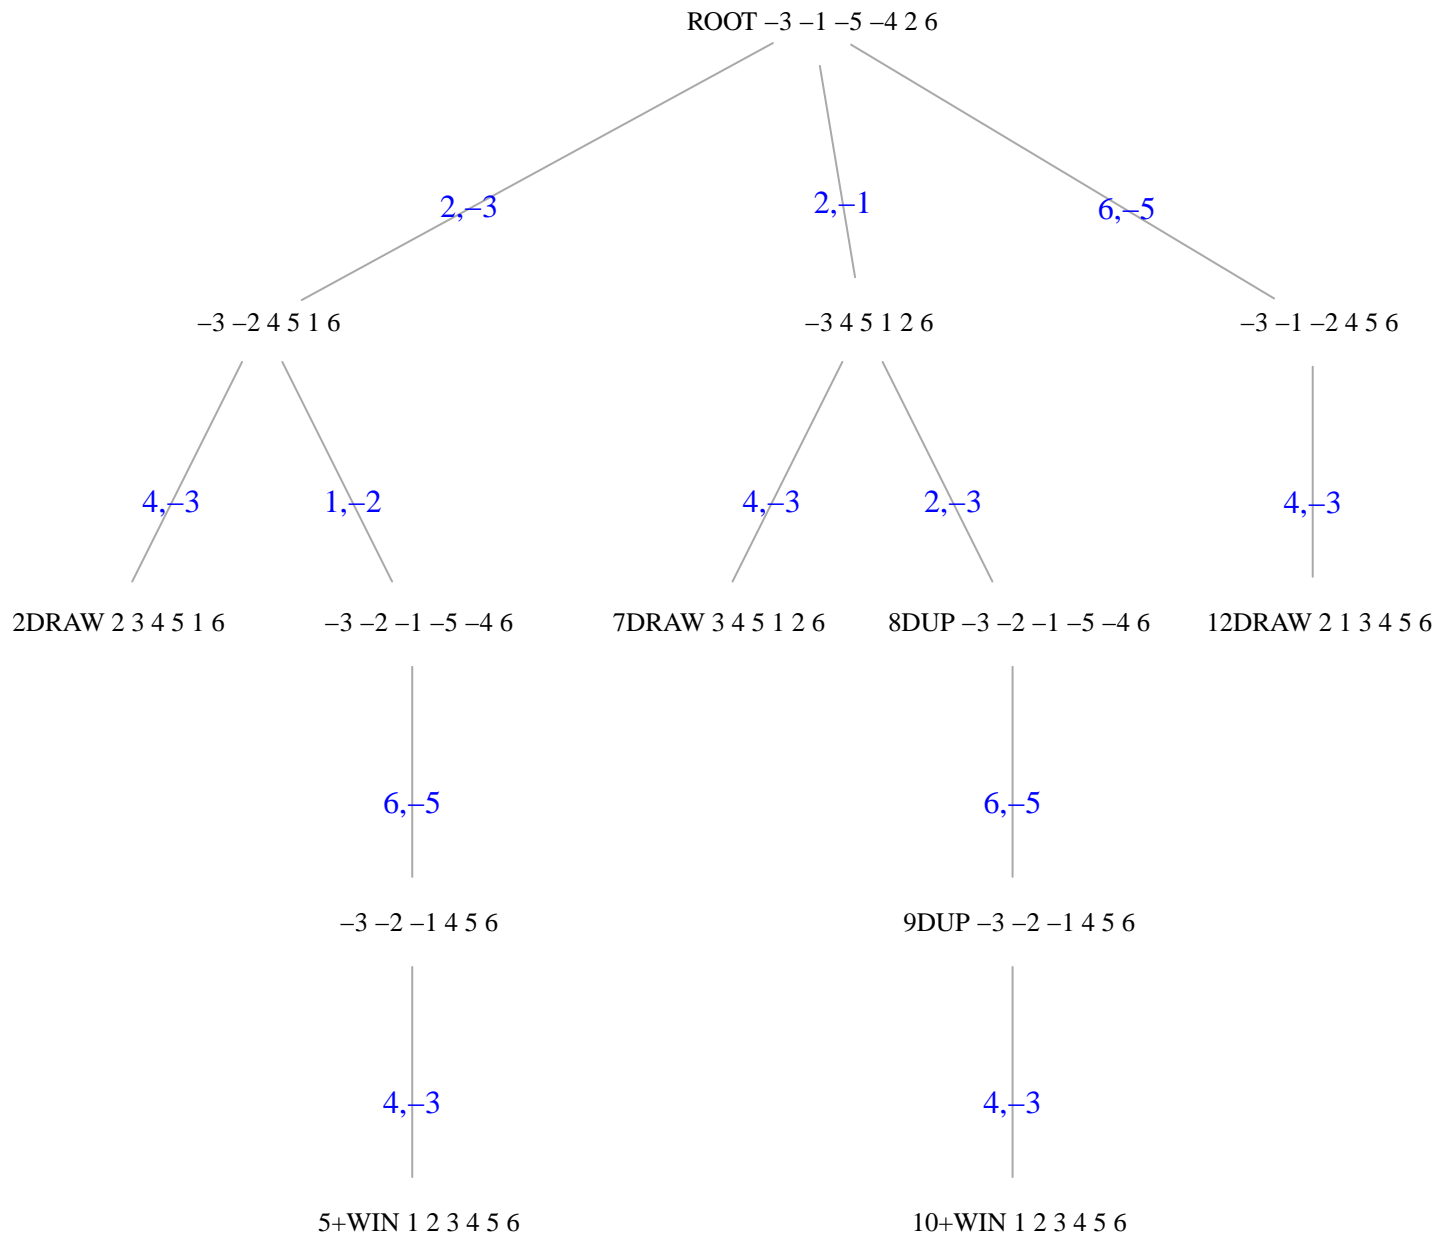 ROOT –3 –1 –5 –4 2 6
2,–3
2,–1
6,–5
–3 –2 4 5 1 6
–3 4 5 1 2 6
–3 –1 –2 4 5 6
4,–3
1,–2
4,–3
2,–3
4,–3
2DRAW 2 3 4 5 1 6
–3 –2 –1 –5 –4 6
7DRAW 3 4 5 1 2 6
8DUP –3 –2 –1 –5 –4 6
12DRAW 2 1 3 4 5 6
6,–5
6,–5
–3 –2 –1 4 5 6
9DUP –3 –2 –1 4 5 6
4,–3
4,–3
5+WIN 1 2 3 4 5 6
10+WIN 1 2 3 4 5 6